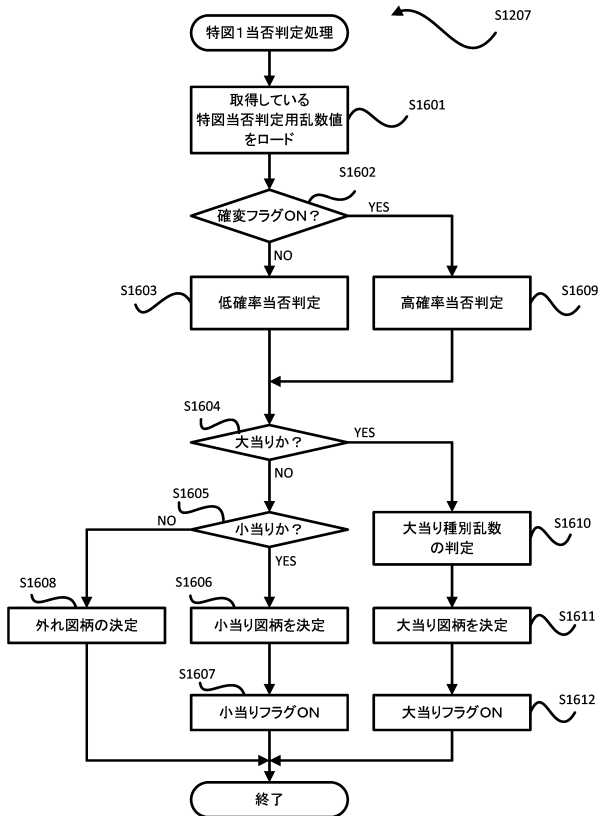 特図１当否判定処理
S1207
取得している
特図当否判定用乱数値
をロード
S1601
S1602
確変フラグON？
YES
NO
S1603
低確率当否判定
高確率当否判定
S1609
S1604
大当りか？
YES
NO
S1605
小当りか？
NO
YES
大当り種別乱数
の判定
S1610
S1608
外れ図柄の決定
S1606
小当り図柄を決定
大当り図柄を決定
S1611
S1607
小当りフラグON
大当りフラグON
S1612
終了